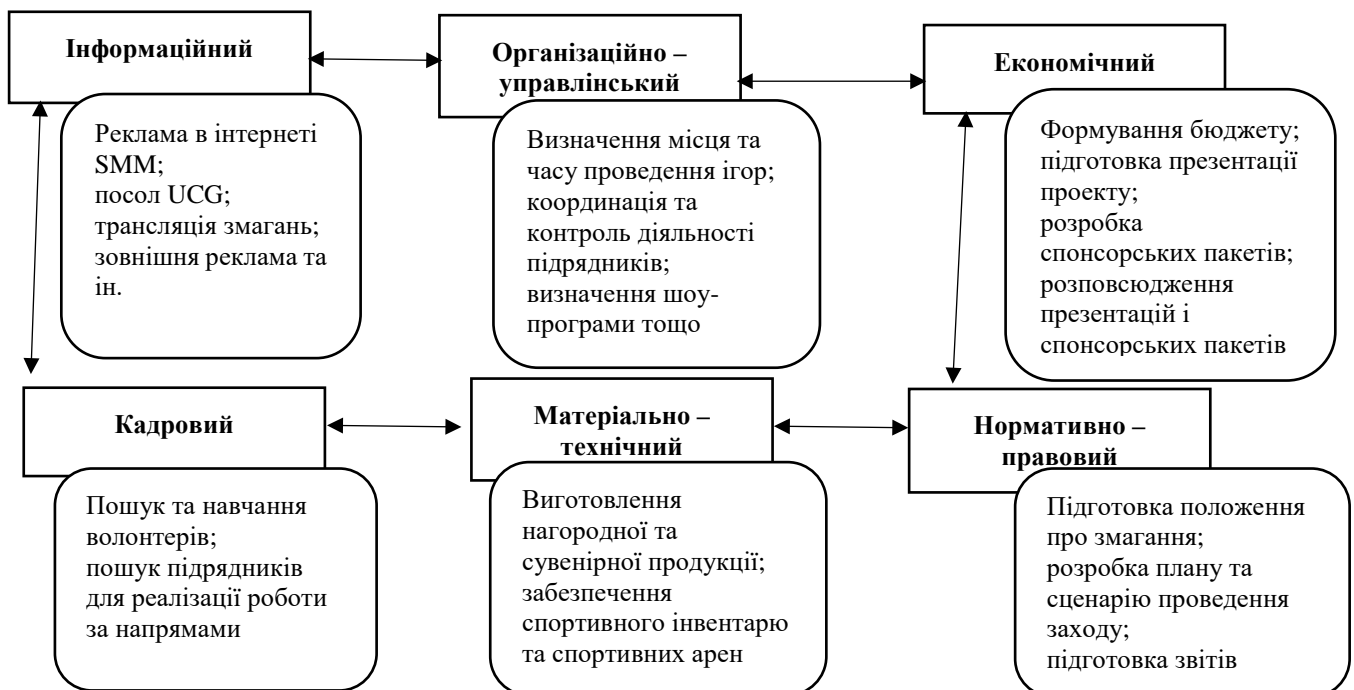 Інформаційний
Реклама в інтернеті
SMM;
посол UCG;
трансляція змагань;
зовнішня реклама та
ін.
Організаційно –
управлінський
Визначення місця та
часу проведення ігор;
координація та
контроль діяльності
підрядників;
визначення шоу-
програми тощо
Економічний
Формування бюджету;
підготовка презентації
проекту;
розробка
спонсорських пакетів;
розповсюдження
презентацій і
спонсорських пакетів
Кадровий
Пошук та навчання
волонтерів;
пошук підрядників
для реалізації роботи
за напрямами
Матеріально –
технічний
Виготовлення
нагородної та
сувенірної продукції;
забезпечення
спортивного інвентарю
та спортивних арен
Нормативно –
правовий
Підготовка положення
про змагання;
розробка плану та
сценарію проведення
заходу;
підготовка звітів